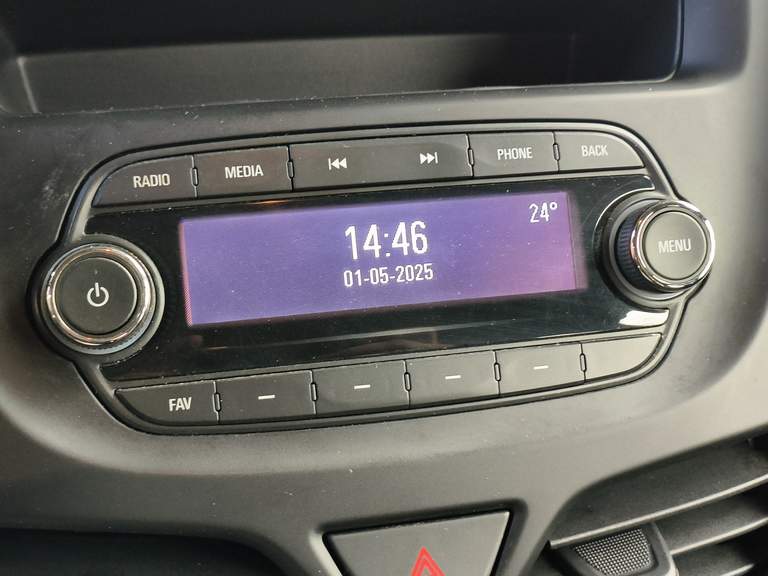 RADIO MEDIA PHONE BACK
24°
14:46
01-05-2025
MENU
FAV